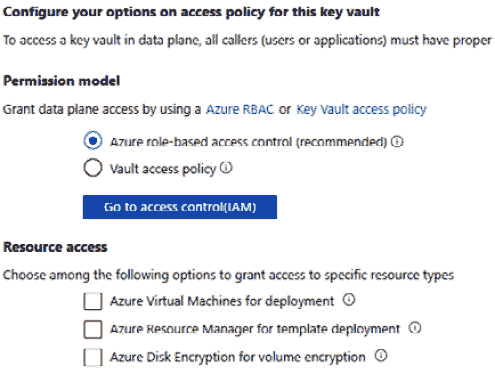 Configure your options on access policy for this key vault
To access a key vault in data plane, all callers (users or applications) must have proper
Permission model
Grant data plane access by using a Azure RBAC or Key Vault access policy
Azure role-based access control (recommended)
Vault access policy
Go to access control(IAM)
Resource access
Choose among the following options to grant access to specific resource types
Azure Virtual Machines for deployment
Azure Resource Manager for template deployment
Azure Disk Encryption for volume encryption